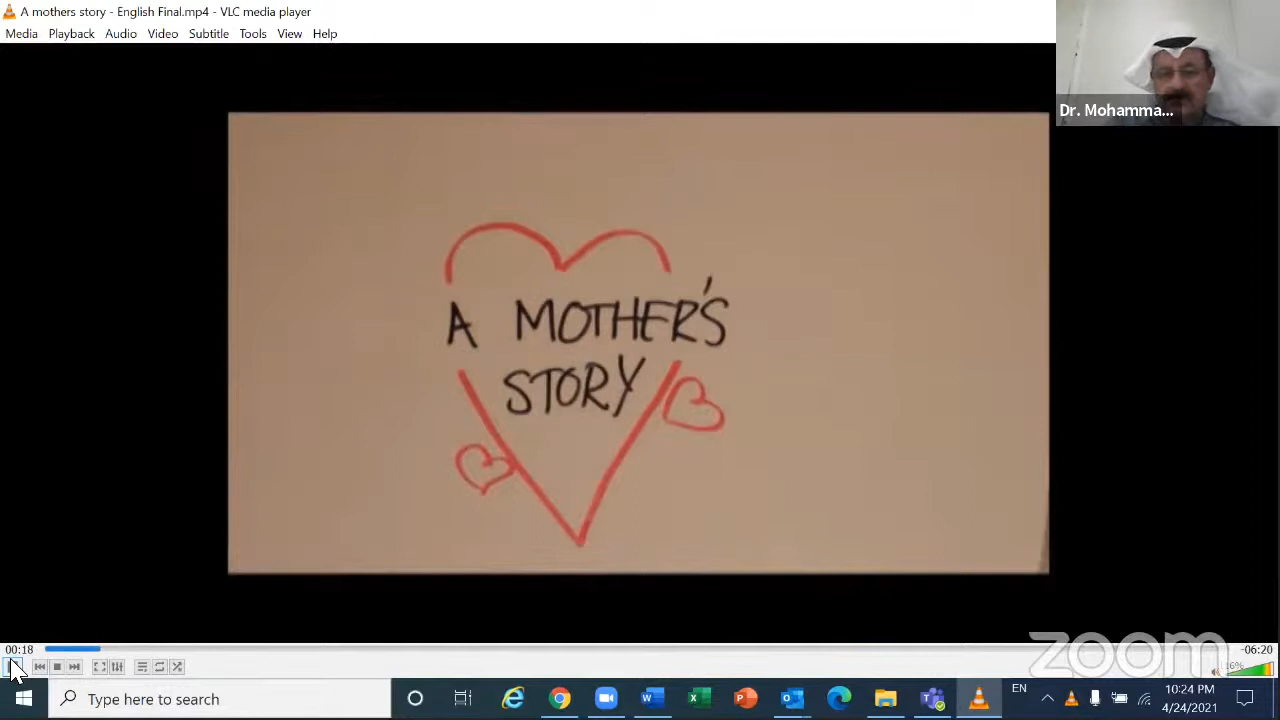 A mothers story - English Final.mp4 - VLC media player
Media Playback Audio Video Subtitle Tools View Help
Dr. Mohamma...
A MOTHER'S
STORY
00:18
-06:20
zoom
16%
Type here to search
EN
10:24 PM
4/24/2021